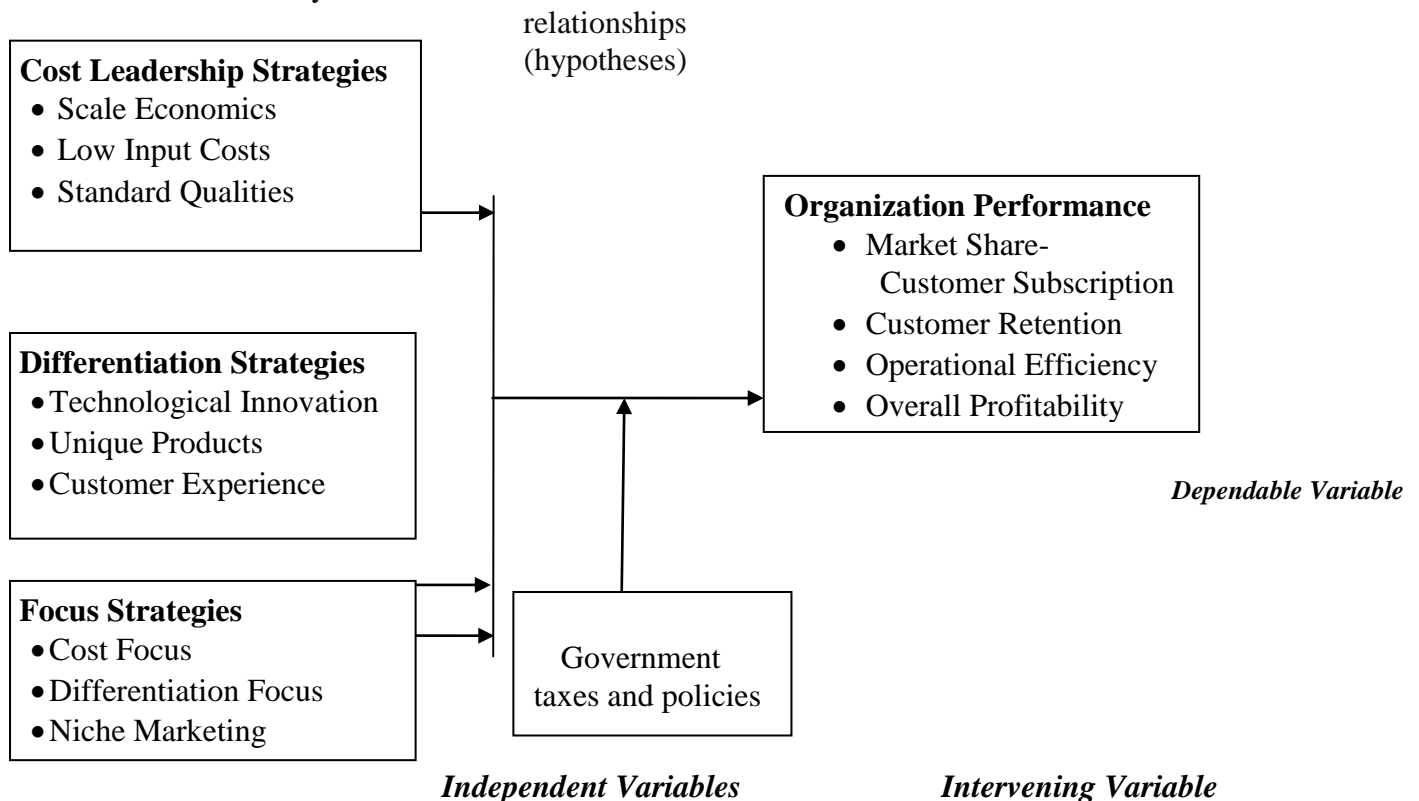 relationships
(hypotheses)
Cost Leadership Strategies
• Scale Economics
• Low Input Costs
• Standard Qualities
Organization Performance
• Market Share-
Customer Subscription
• Customer Retention
• Operational Efficiency
• Overall Profitability
Differentiation Strategies
• Technological Innovation
• Unique Products
• Customer Experience
Dependable Variable
Focus Strategies
• Cost Focus
• Differentiation Focus
• Niche Marketing
Government
taxes and policies
Independent Variables
Intervening Variable